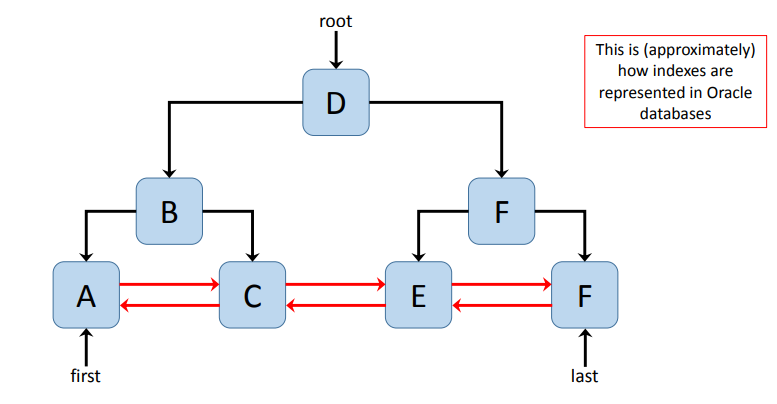 root
This is (approximately)
how indexes are
represented in Oracle
databases
D
B
F
A
C
E
F
first
last